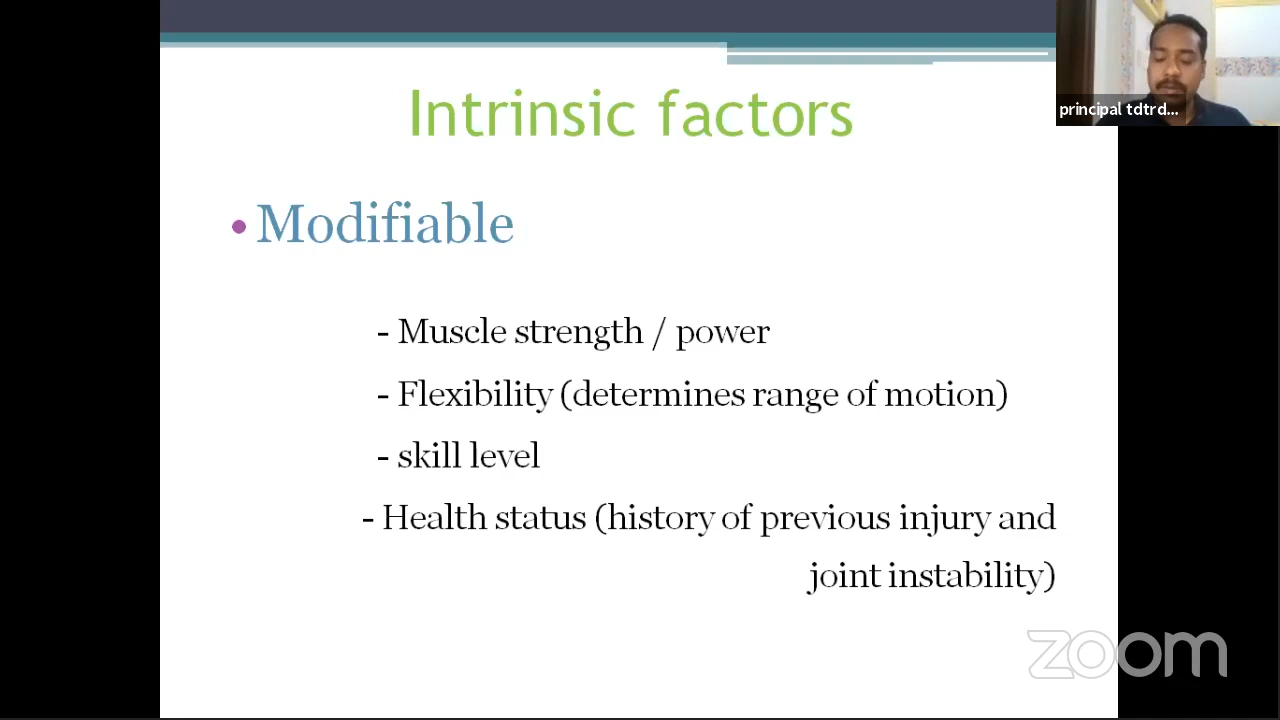 Intrinsic factors
principal tdtrd...
• Modifiable
- Muscle strength / power
- Flexibility (determines range of motion)
- skill level
- Health status (history of previous injury and
joint instability)
zoom